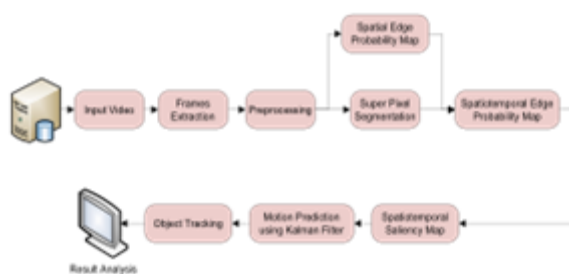 Spatial Edge
Probability Map
Input Video
Frames
Extraction
Preprocessing
Super Pixel
Segmentation
Spatiotemporal Edge
Probability Map
Object Tracking
Motion Prediction
using Kalman Filter
Spatiotemporal
Saliency Map
Result Analysis